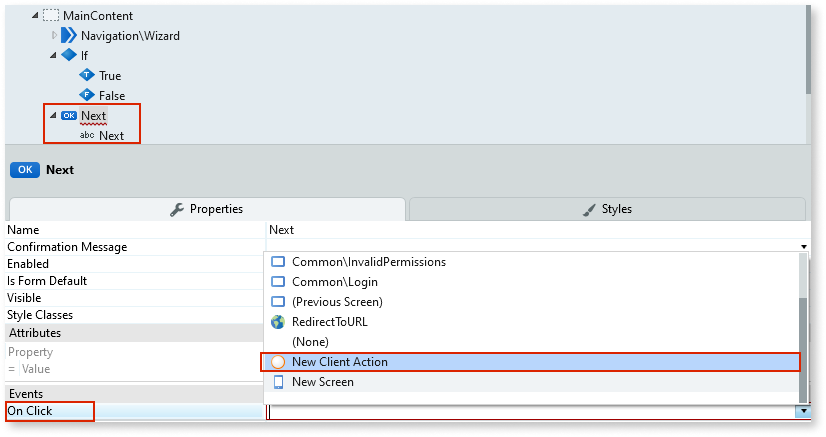 MainContent
Navigation\Wizard
If
T True
F False
OK Next
abc Next
OK Next
Properties
Styles
Name Next
Confirmation Message
Enabled
Is Form Default
Visible
Style Classes
Attributes
Property
= Value
Events
On Click
Common\InvalidPermissions
Common\Login
(Previous Screen)
RedirectToURL
(None)
New Client Action
New Screen